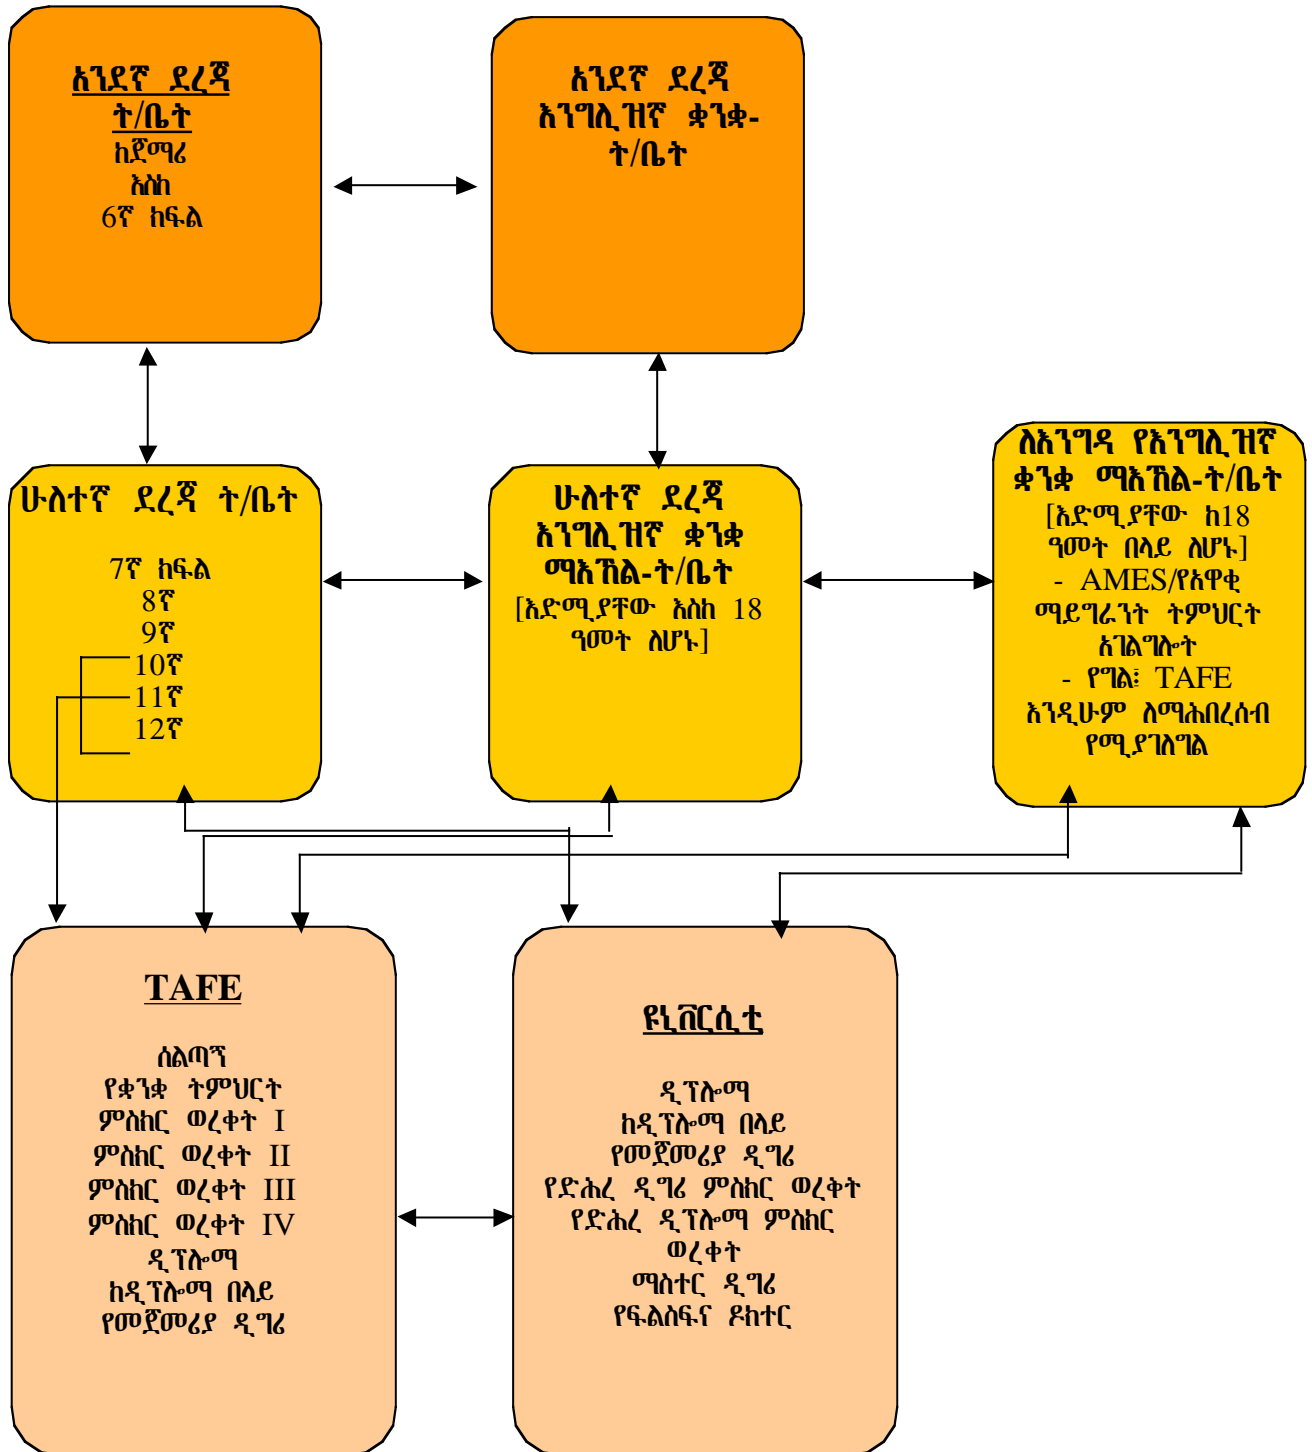 አንደኛ ደረጃ
ት/ቤት
ከጀማሪ
እስከ
6ኛ ክፍል
አንደኛ ደረጃ
እንግሊዝኛ ቋንቋ-
ት/ቤት
ሁለተኛ ደረጃ ት/ቤት
7ኛ ክፍል
8ኛ
9ኛ
10ኛ
11ኛ
12ኛ
ሁለተኛ ደረጃ
እንግሊዝኛ ቋንቋ
ማእኸል-ት/ቤት
[እድሚያቸው እስከ 18
ዓመት ለሆኑ]
ለእንግዳ የእንግሊዝኛ
ቋንቋ ማእኸል-ት/ቤት
[እድሚያቸው ከ18
ዓመት በላይ ለሆኑ]
- AMES/የአዋቂ
ማይግራንት ትምህርት
አገልግሎት
- የግል፤ TAFE
እንዲሁም ለማሕበረሰብ
የሚያገለግል
TAFE
ሰልጣኝ
የቋንቋ ትምህርት
ምስክር ወረቀት I
ምስክር ወረቀት II
ምስክር ወረቀት III
ምስክር ወረቀት IV
ዲፕሎማ
ከዲፕሎማ በላይ
የመጀመሪያ ዲግሪ
ዩኒቨርሲቲ
ዲፕሎማ
ከዲፕሎማ በላይ
የመጀመሪያ ዲግሪ
የድሕረ ዲግሪ ምስክር ወረቅት
የድሕረ ዲፕሎማ ምስክር
ወረቀት
ማስተር ዲግሪ
የፍልስፍና ዶክተር